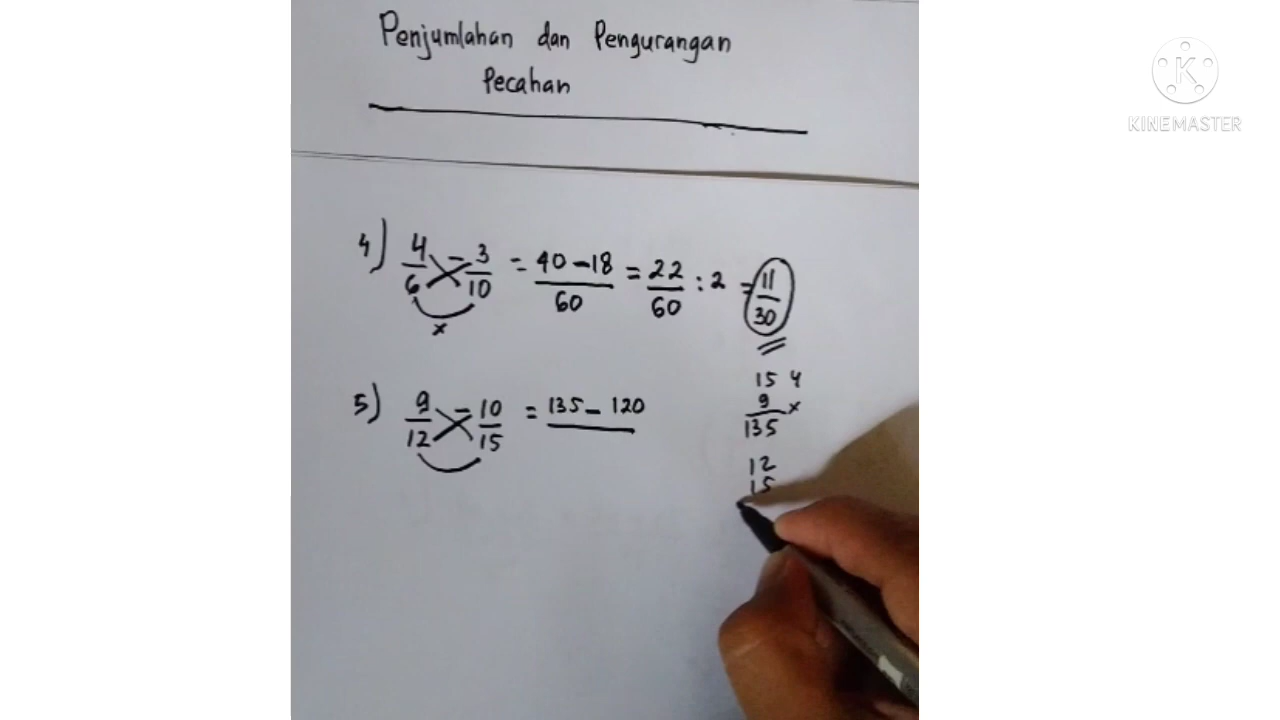 Penjumlahan dan Pengurangan
Pecahan
K
KINEMASTER
4) 4/6 - 3/10 = 40 - 18/60 = 22/60 : 2 = 11/30
x
5) 9/12 - 10/15 = 135 - 120
15 4
9 x
135
12
15